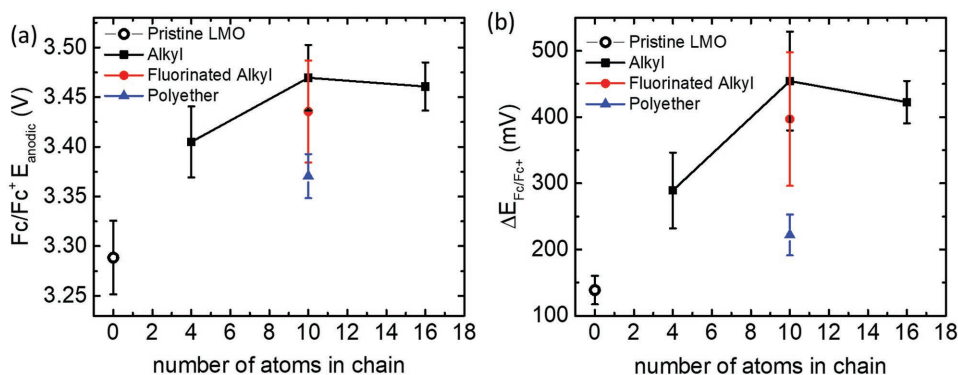 (a)
3.50
3.45
3.40
3.35
3.30
3.25
Fc/Fc⁺ E_anodic (V)
Pristine LMO
Alkyl
Fluorinated Alkyl
Polyether
0 2 4 6 8 10 12 14 16 18
number of atoms in chain
(b)
500
400
300
200
100
ΔE_Fc/Fc+ (mV)
Pristine LMO
Alkyl
Fluorinated Alkyl
Polyether
0 2 4 6 8 10 12 14 16 18
number of atoms in chain